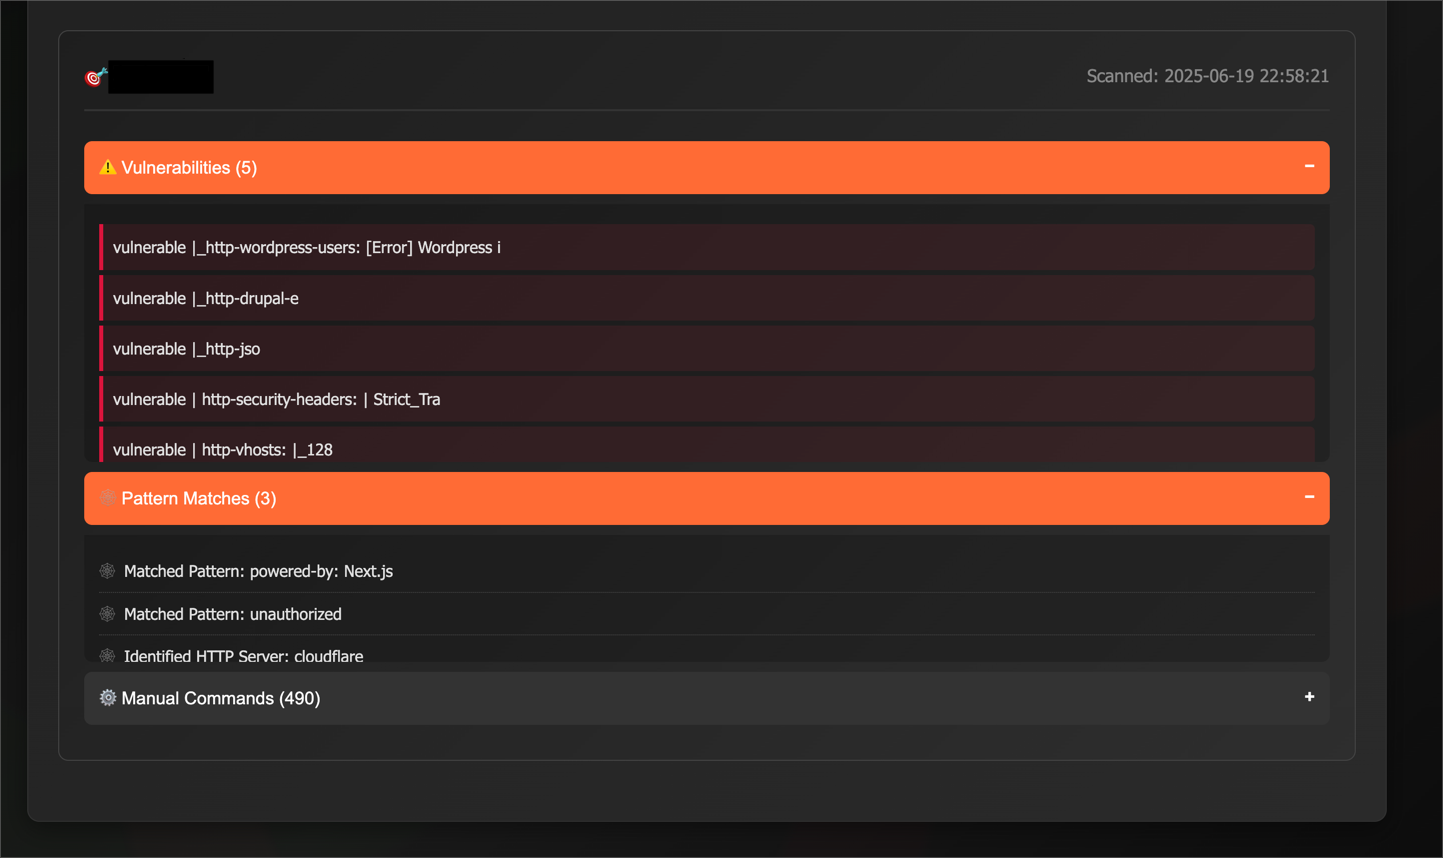 Scanned: 2025-06-19 22:58:21
Vulnerabilities (5)
vulnerable |_http-wordpress-users: [Error] Wordpress i
vulnerable |_http-drupal-e
vulnerable |_http-jso
vulnerable | http-security-headers: | Strict_Tra
vulnerable | http-vhosts: |_128
Pattern Matches (3)
Matched Pattern: powered-by: Next.js
Matched Pattern: unauthorized
Identified HTTP Server: cloudflare
Manual Commands (490)